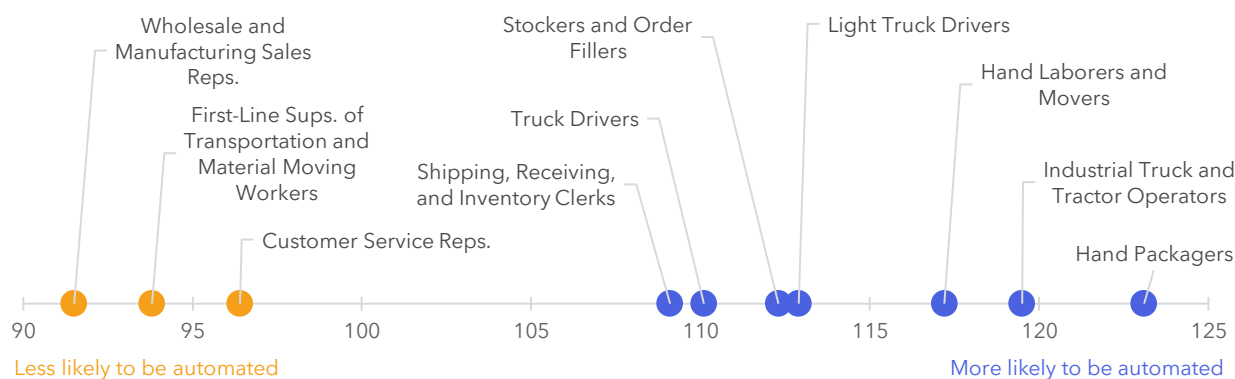 Wholesale and
Manufacturing Sales
Reps.
First-Line Sups. of
Transportation and
Material Moving
Workers
Customer Service Reps.
Stockers and Order
Fillers
Truck Drivers
Shipping, Receiving,
and Inventory Clerks
Light Truck Drivers
Hand Laborers and
Movers
Industrial Truck and
Tractor Operators
Hand Packagers
90 95 100 105 110 115 120 125
Less likely to be automated
More likely to be automated